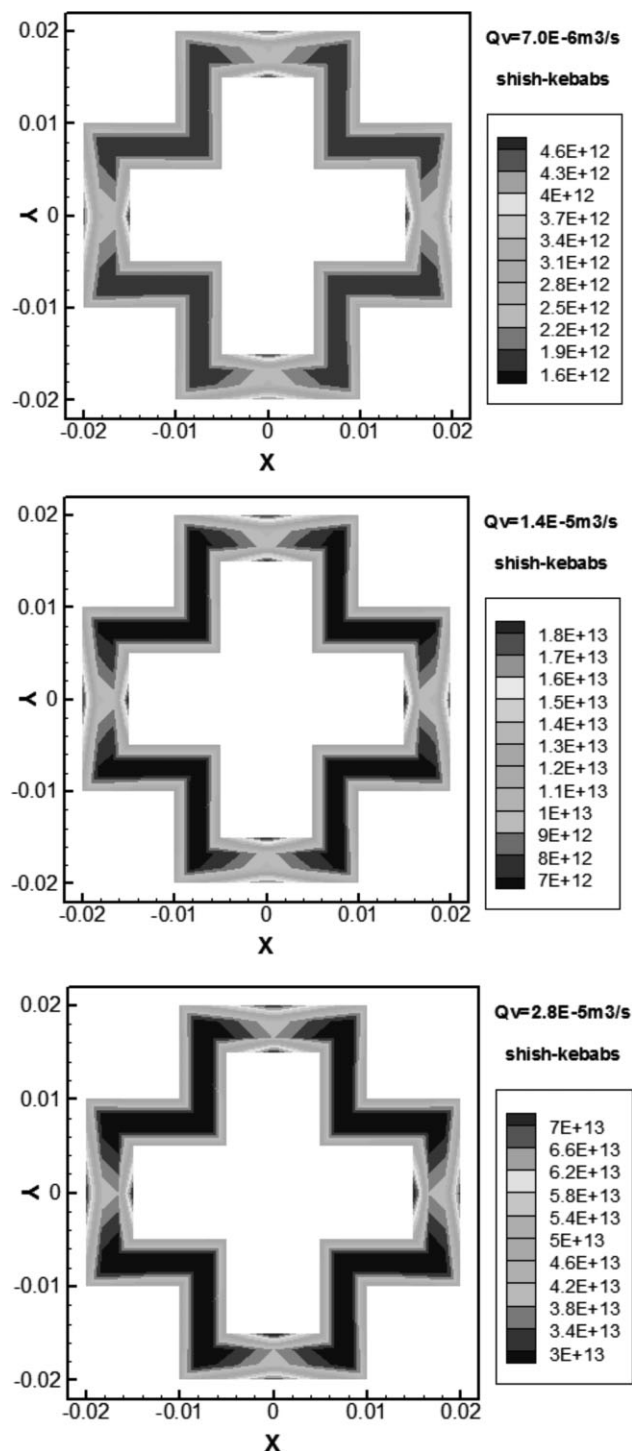 0.02
0.01
Y
0
-0.01
-0.02
-0.02
-0.01
0
0.01
0.02
X
Qv=7.0E-6m3/s
shish-kebabs
4.6E+12
4.3E+12
4E+12
3.7E+12
3.4E+12
3.1E+12
2.8E+12
2.5E+12
2.2E+12
1.9E+12
1.6E+12
0.02
0.01
Y
0
-0.01
-0.02
-0.02
-0.01
0
0.01
0.02
X
Qv=1.4E-5m3/s
shish-kebabs
1.8E+13
1.7E+13
1.6E+13
1.5E+13
1.4E+13
1.3E+13
1.2E+13
1.1E+13
1E+13
9E+12
8E+12
7E+12
0.02
0.01
Y
0
-0.01
-0.02
-0.02
-0.01
0
0.01
0.02
X
Qv=2.8E-5m3/s
shish-kebabs
7E+13
6.6E+13
6.2E+13
5.8E+13
5.4E+13
5E+13
4.6E+13
4.2E+13
3.8E+13
3.4E+13
3E+13